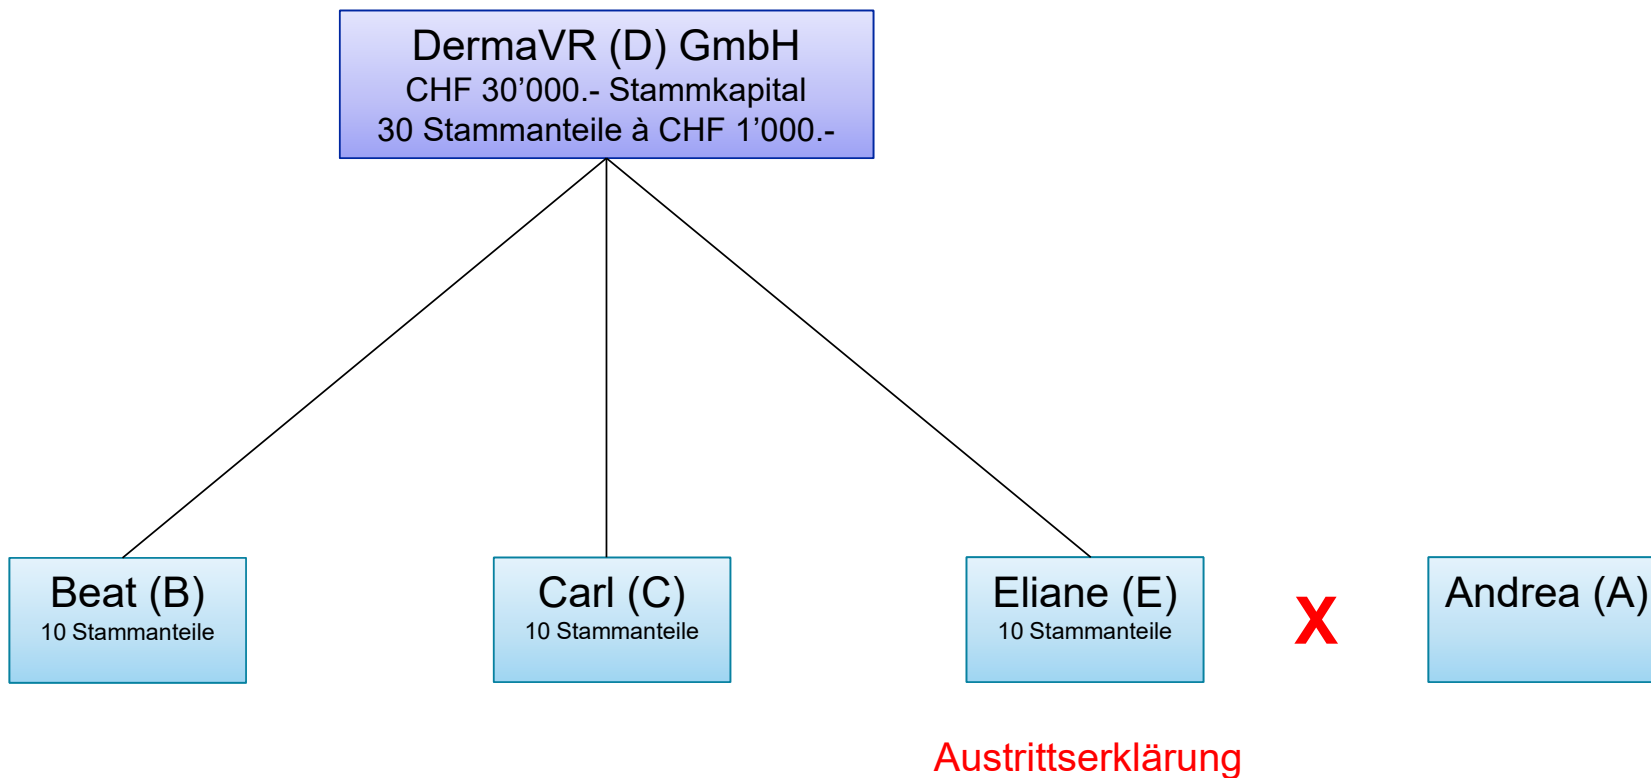 DermaVR (D) GmbH
CHF 30’000.- Stammkapital
30 Stammanteile à CHF 1’000.-
Beat (B)
10 Stammanteile
Carl (C)
10 Stammanteile
Eliane (E)
10 Stammanteile
X
Andrea (A)
Austrittserklärung